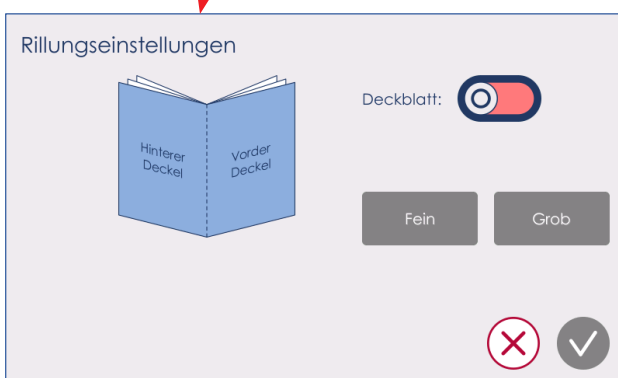 Rillungseinstellungen
Deckblatt:
Hinterer
Deckel
Vorder
Deckel
Fein
Grob